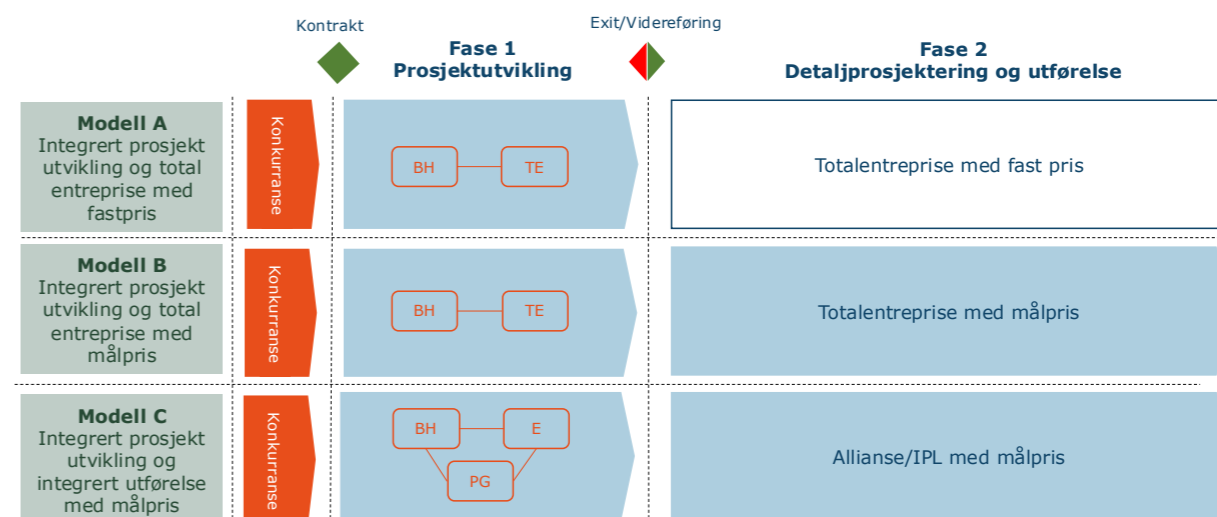 Kontrakt
Exit/Videreføring
Fase 1
Prosjektutvikling
Fase 2
Detaljprosjektering og utførelse
Modell A
Integrert prosjekt
utvikling og total
entreprise med
fastpris
Konkurranse
BH
TE
Totalentreprise med fast pris
Modell B
Integrert prosjekt
utvikling og total
entreprise med
målpris
Konkurranse
BH
TE
Totalentreprise med målpris
Modell C
Integrert prosjekt
utvikling og
integrert utførelse
med målpris
Konkurranse
BH
E
PG
Allianse/IPL med målpris